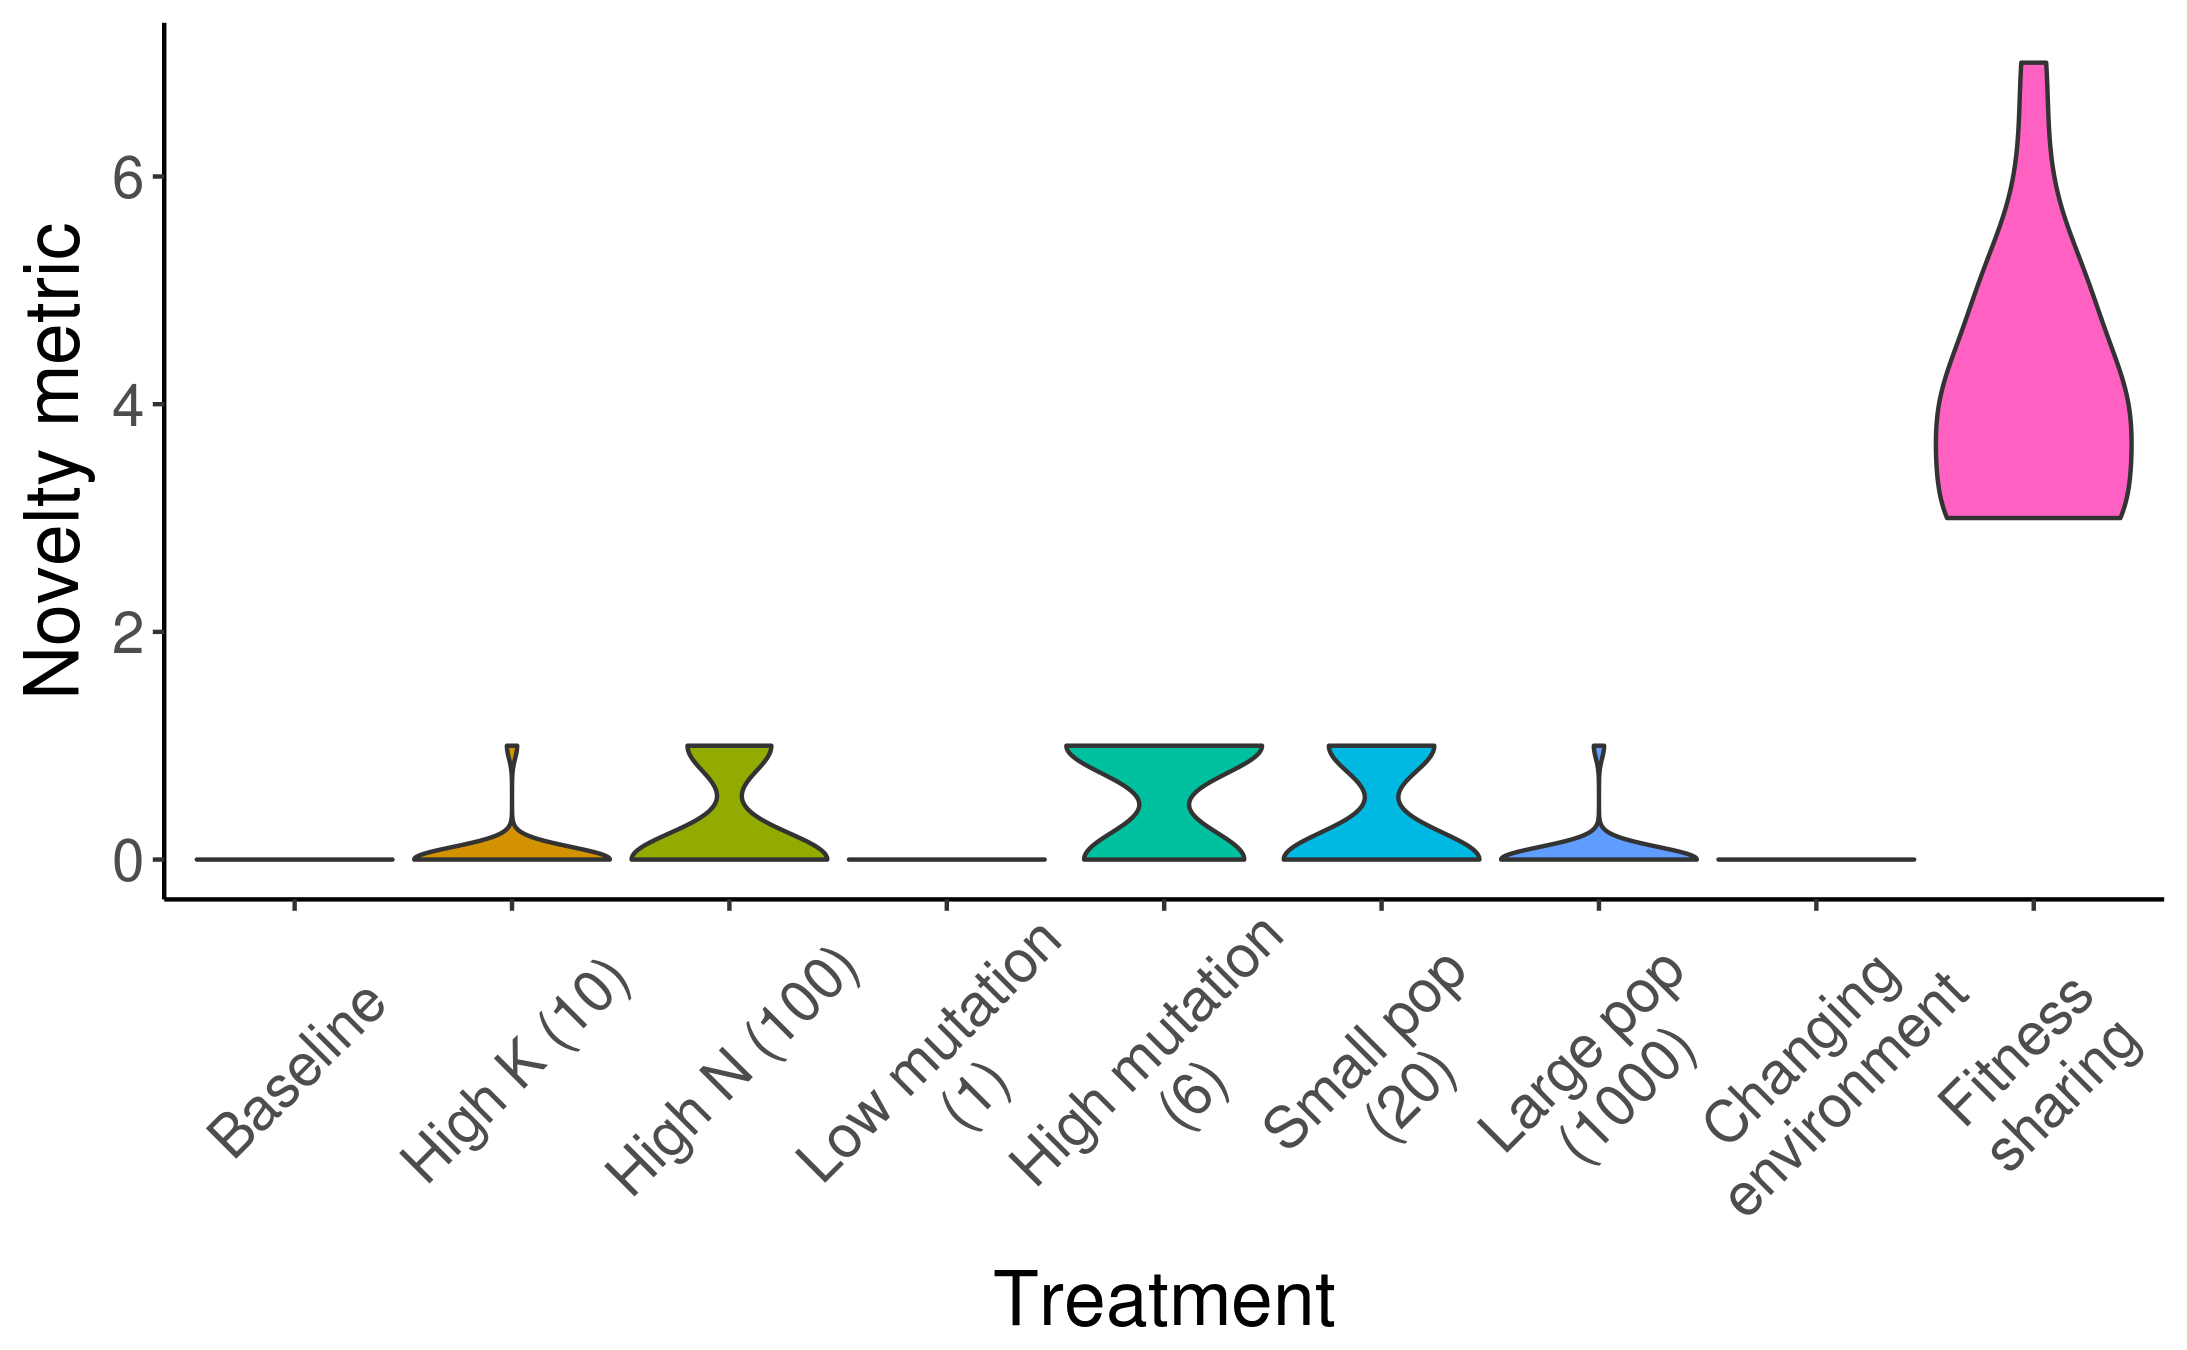 Novelty metric
6
4
2
0
Baseline
High K (10)
High N (100)
Low mutation
(1)
High mutation
(6)
Small pop
(20)
Large pop
(1000)
Changing
environment
Fitness
sharing
Treatment